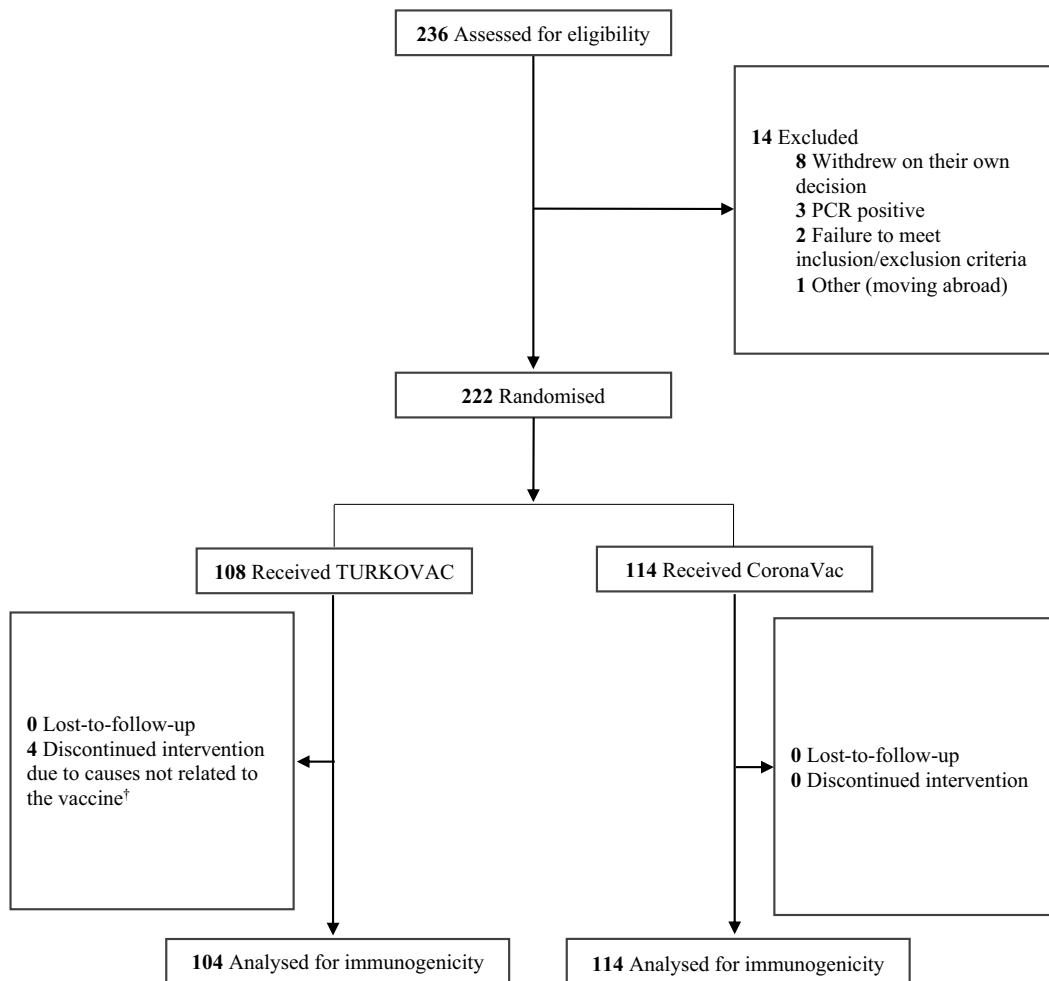 236 Assessed for eligibility
14 Excluded
8 Withdrew on their own
decision
3 PCR positive
2 Failure to meet
inclusion/exclusion criteria
1 Other (moving abroad)
222 Randomised
108 Received TURKOVAC
114 Received CoronaVac
0 Lost-to-follow-up
4 Discontinued intervention
due to causes not related to
the vaccine†
0 Lost-to-follow-up
0 Discontinued intervention
104 Analysed for immunogenicity
114 Analysed for immunogenicity